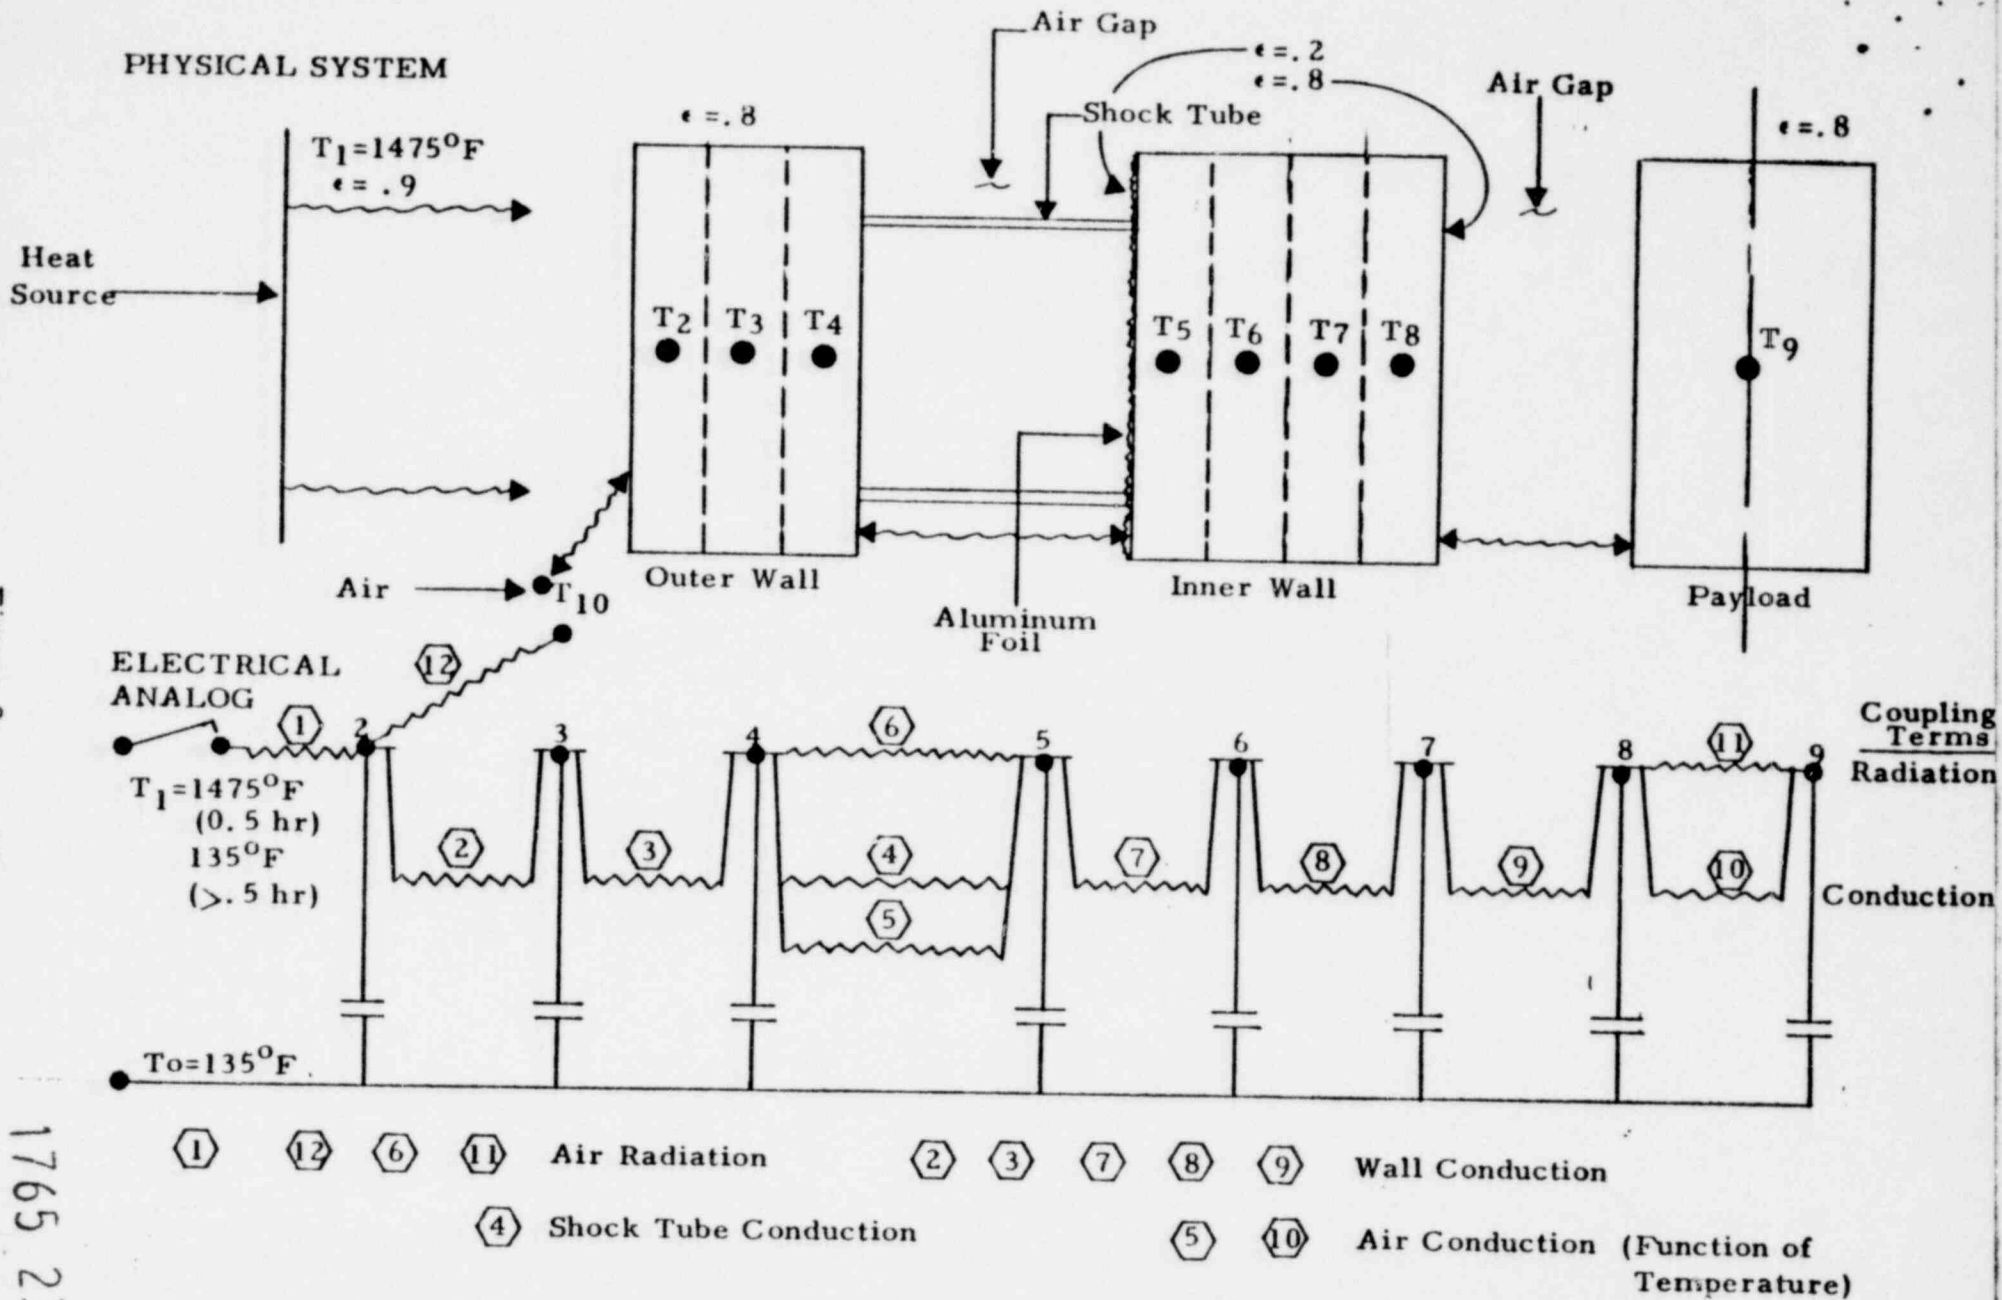 PHYSICAL SYSTEM
Air Gap
ϵ=.2
ϵ=.8
Air Gap
ϵ=.8
Shock Tube
ϵ=.8
T1=1475°F
ϵ=.9
Heat
Source
T2 T3 T4
T5 T6 T7 T8
T9
Air
T10
Outer Wall
Inner Wall
Payload
Aluminum
Foil
ELECTRICAL
ANALOG
12
1
2 3 4
6
5 6 7 8
11
9
Coupling
Terms
Radiation
T1=1475°F
(0.5 hr)
135°F
(>.5 hr)
2 3 4 7 8 9 10
Conduction
5
To=135°F
1 12 6 11 Air Radiation
2 3 7 8 9 Wall Conduction
4 Shock Tube Conduction
5 10 Air Conduction (Function of
Temperature)
1765